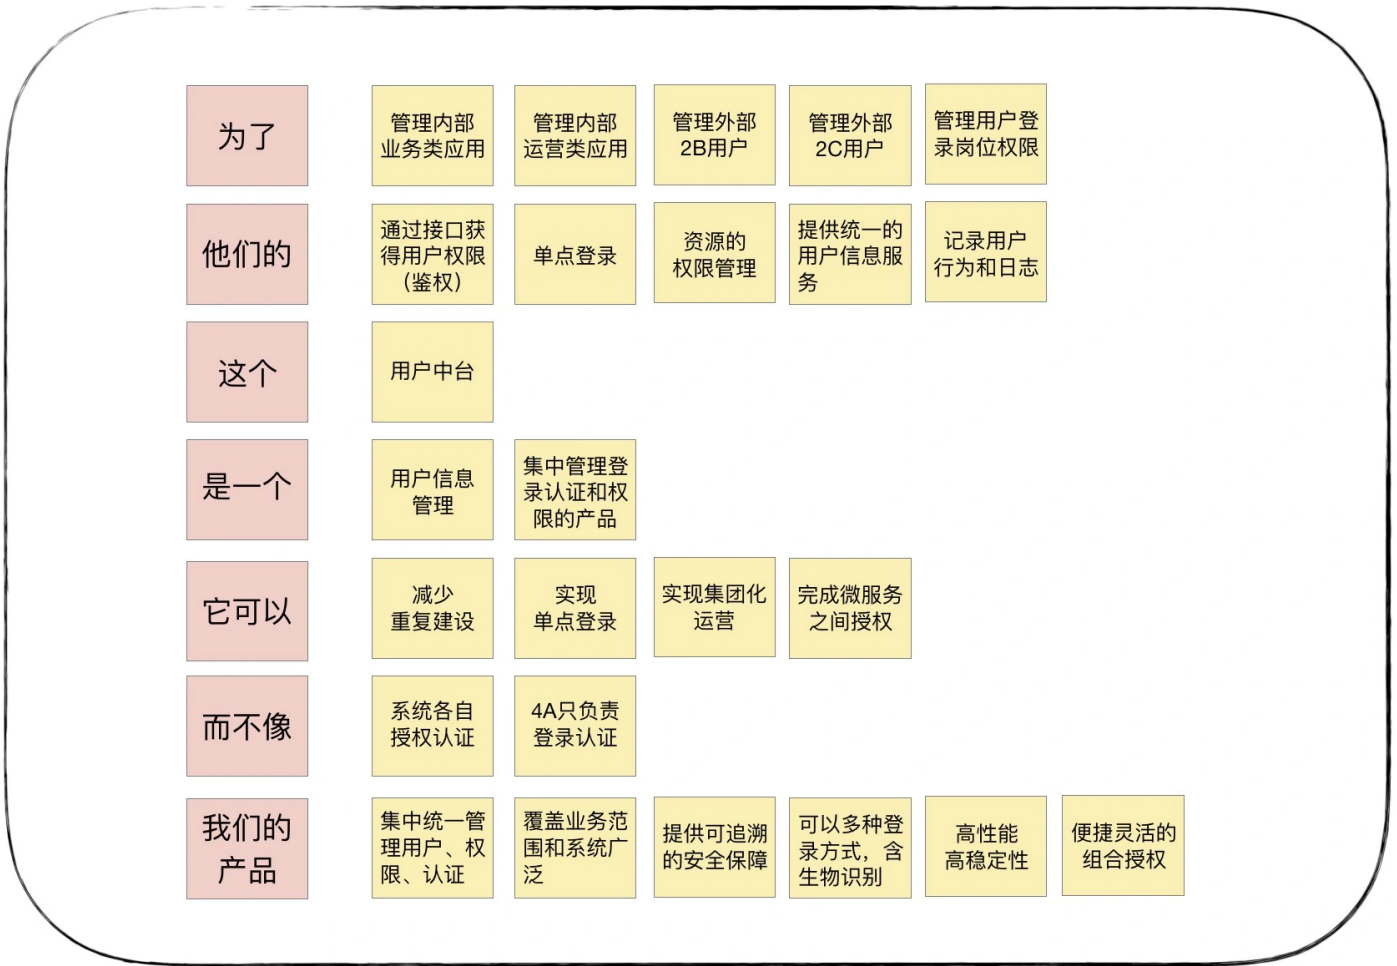 为了
管理内部
业务类应用
管理内部
运营类应用
管理外部
2B用户
管理外部
2C用户
管理用户登
录岗位权限
他们的
通过接口获
得用户权限
（鉴权）
单点登录
资源的
权限管理
提供统一的
用户信息服
务
记录用户
行为和日志
这个
用户中台
是一个
用户信息
管理
集中管理登
录认证和权
限的产品
它可以
减少
重复建设
实现
单点登录
实现集团化
运营
完成微服务
之间授权
而不像
系统各自
授权认证
4A只负责
登录认证
我们的
产品
集中统一管
理用户、权
限、认证
覆盖业务范
围和系统广
泛
提供可追溯
的安全保障
可以多种登
录方式，含
生物识别
高性能
高稳定性
便捷灵活的
组合授权